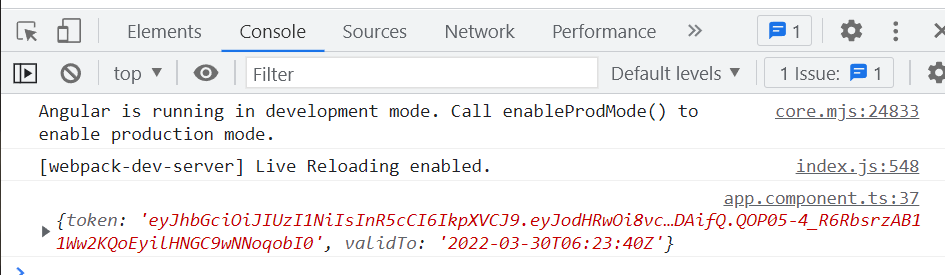 Elements Console Sources Network Performance » 1
top ▼ Filter Default levels ▼ 1 Issue: 1
Angular is running in development mode. Call enableProdMode() to core.mjs:24833
enable production mode.
[webpack-dev-server] Live Reloading enabled. index.js:548
app.component.ts:37
{token: 'eyJhbGciOiJIUzI1NiIsInR5cCI6IkpXVCJ9.eyJodHRwOi8vc…DAifQ.QOP05-4_R6RbsrzAB1
1Ww2KQoEyilHNGC9wNNoqobI0', validTo: '2022-03-30T06:23:40Z'}